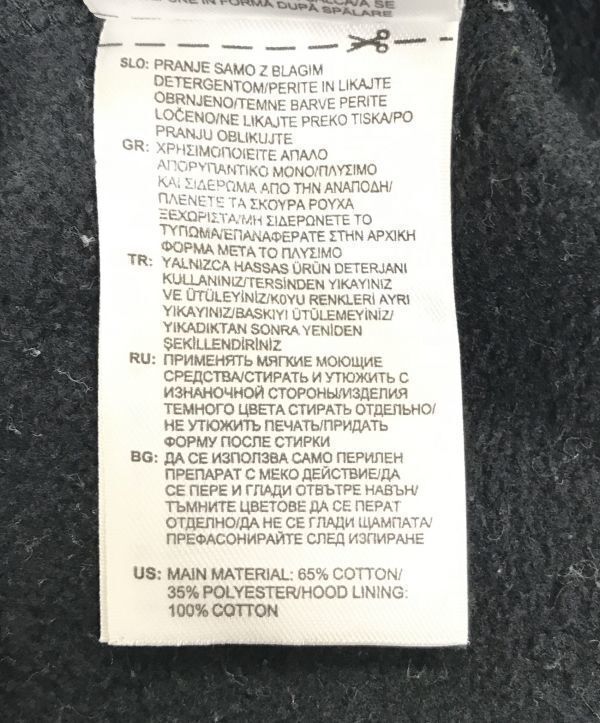 E IN FORMA DUPĂ SPĂLARE
SLO: PRANJE SAMO Z BLAGIM
DETERGENTOM/PERITE IN LIKAJTE
OBRNJENO/TEMNE BARVE PERITE
LOČENO/NE LIKAJTE PREKO TISKA/PO
PRANJU OBLIKUJTE
GR: ΧΡΗΣΙΜΟΠΟΙΕΙΤΕ ΑΠΑΛΟ
ΑΠΟΡΥΠΑΝΤΙΚΟ ΜΟΝΟ/ΠΛΥΣΙΜΟ
ΚΑΙ ΣΙΔΕΡΩΜΑ ΑΠΟ ΤΗΝ ΑΝΑΠΟΔΗ/
ΠΛΕΝΕΤΕ ΤΑ ΣΚΟΥΡΑ ΡΟΥΧΑ
ΞΕΧΩΡΙΣΤΑ/ΜΗ ΣΙΔΕΡΩΝΕΤΕ ΤΟ
ΤΥΠΩΜΑ/ΕΠΑΝΑΦΕΡΑΤΕ ΣΤΗΝ ΑΡΧΙΚΗ
ΦΟΡΜΑ ΜΕΤΑ ΤΟ ΠΛΥΣΙΜΟ
TR: YALNIZCA HASSAS ÜRÜN DETERJANI
KULLANINIZ/TERSİNDEN YIKAYINIZ
VE ÜTÜLEYİNİZ/KOYU RENKLERİ AYRI
YIKAYINIZ/BASKIYI ÜTÜLEMEYİNİZ/
YIKADIKTAN SONRA YENİDEN
ŞEKİLLENDİRİNİZ
RU: ПРИМЕНЯТЬ МЯГКИЕ МОЮЩИЕ
СРЕДСТВА/СТИРАТЬ И УТЮЖИТЬ С
ИЗНАНОЧНОЙ СТОРОНЫ/ИЗДЕЛИЯ
ТЕМНОГО ЦВЕТА СТИРАТЬ ОТДЕЛЬНО/
НЕ УТЮЖИТЬ ПЕЧАТЬ/ПРИДАТЬ
ФОРМУ ПОСЛЕ СТИРКИ
BG: ДА СЕ ИЗПОЛЗВА САМО ПЕРИЛЕН
ПРЕПАРАТ С МЕКО ДЕЙСТВИЕ/ДА
СЕ ПЕРЕ И ГЛАДИ ОТВЪТРЕ НАВЪН/
ТЪМНИТЕ ЦВЕТОВЕ ДА СЕ ПЕРАТ
ОТДЕЛНО/ДА НЕ СЕ ГЛАДИ ЩАМПАТА/
ПРЕФАСОНИРАЙТЕ СЛЕД ИЗПИРАНЕ
US: MAIN MATERIAL: 65% COTTON/
35% POLYESTER/HOOD LINING:
100% COTTON